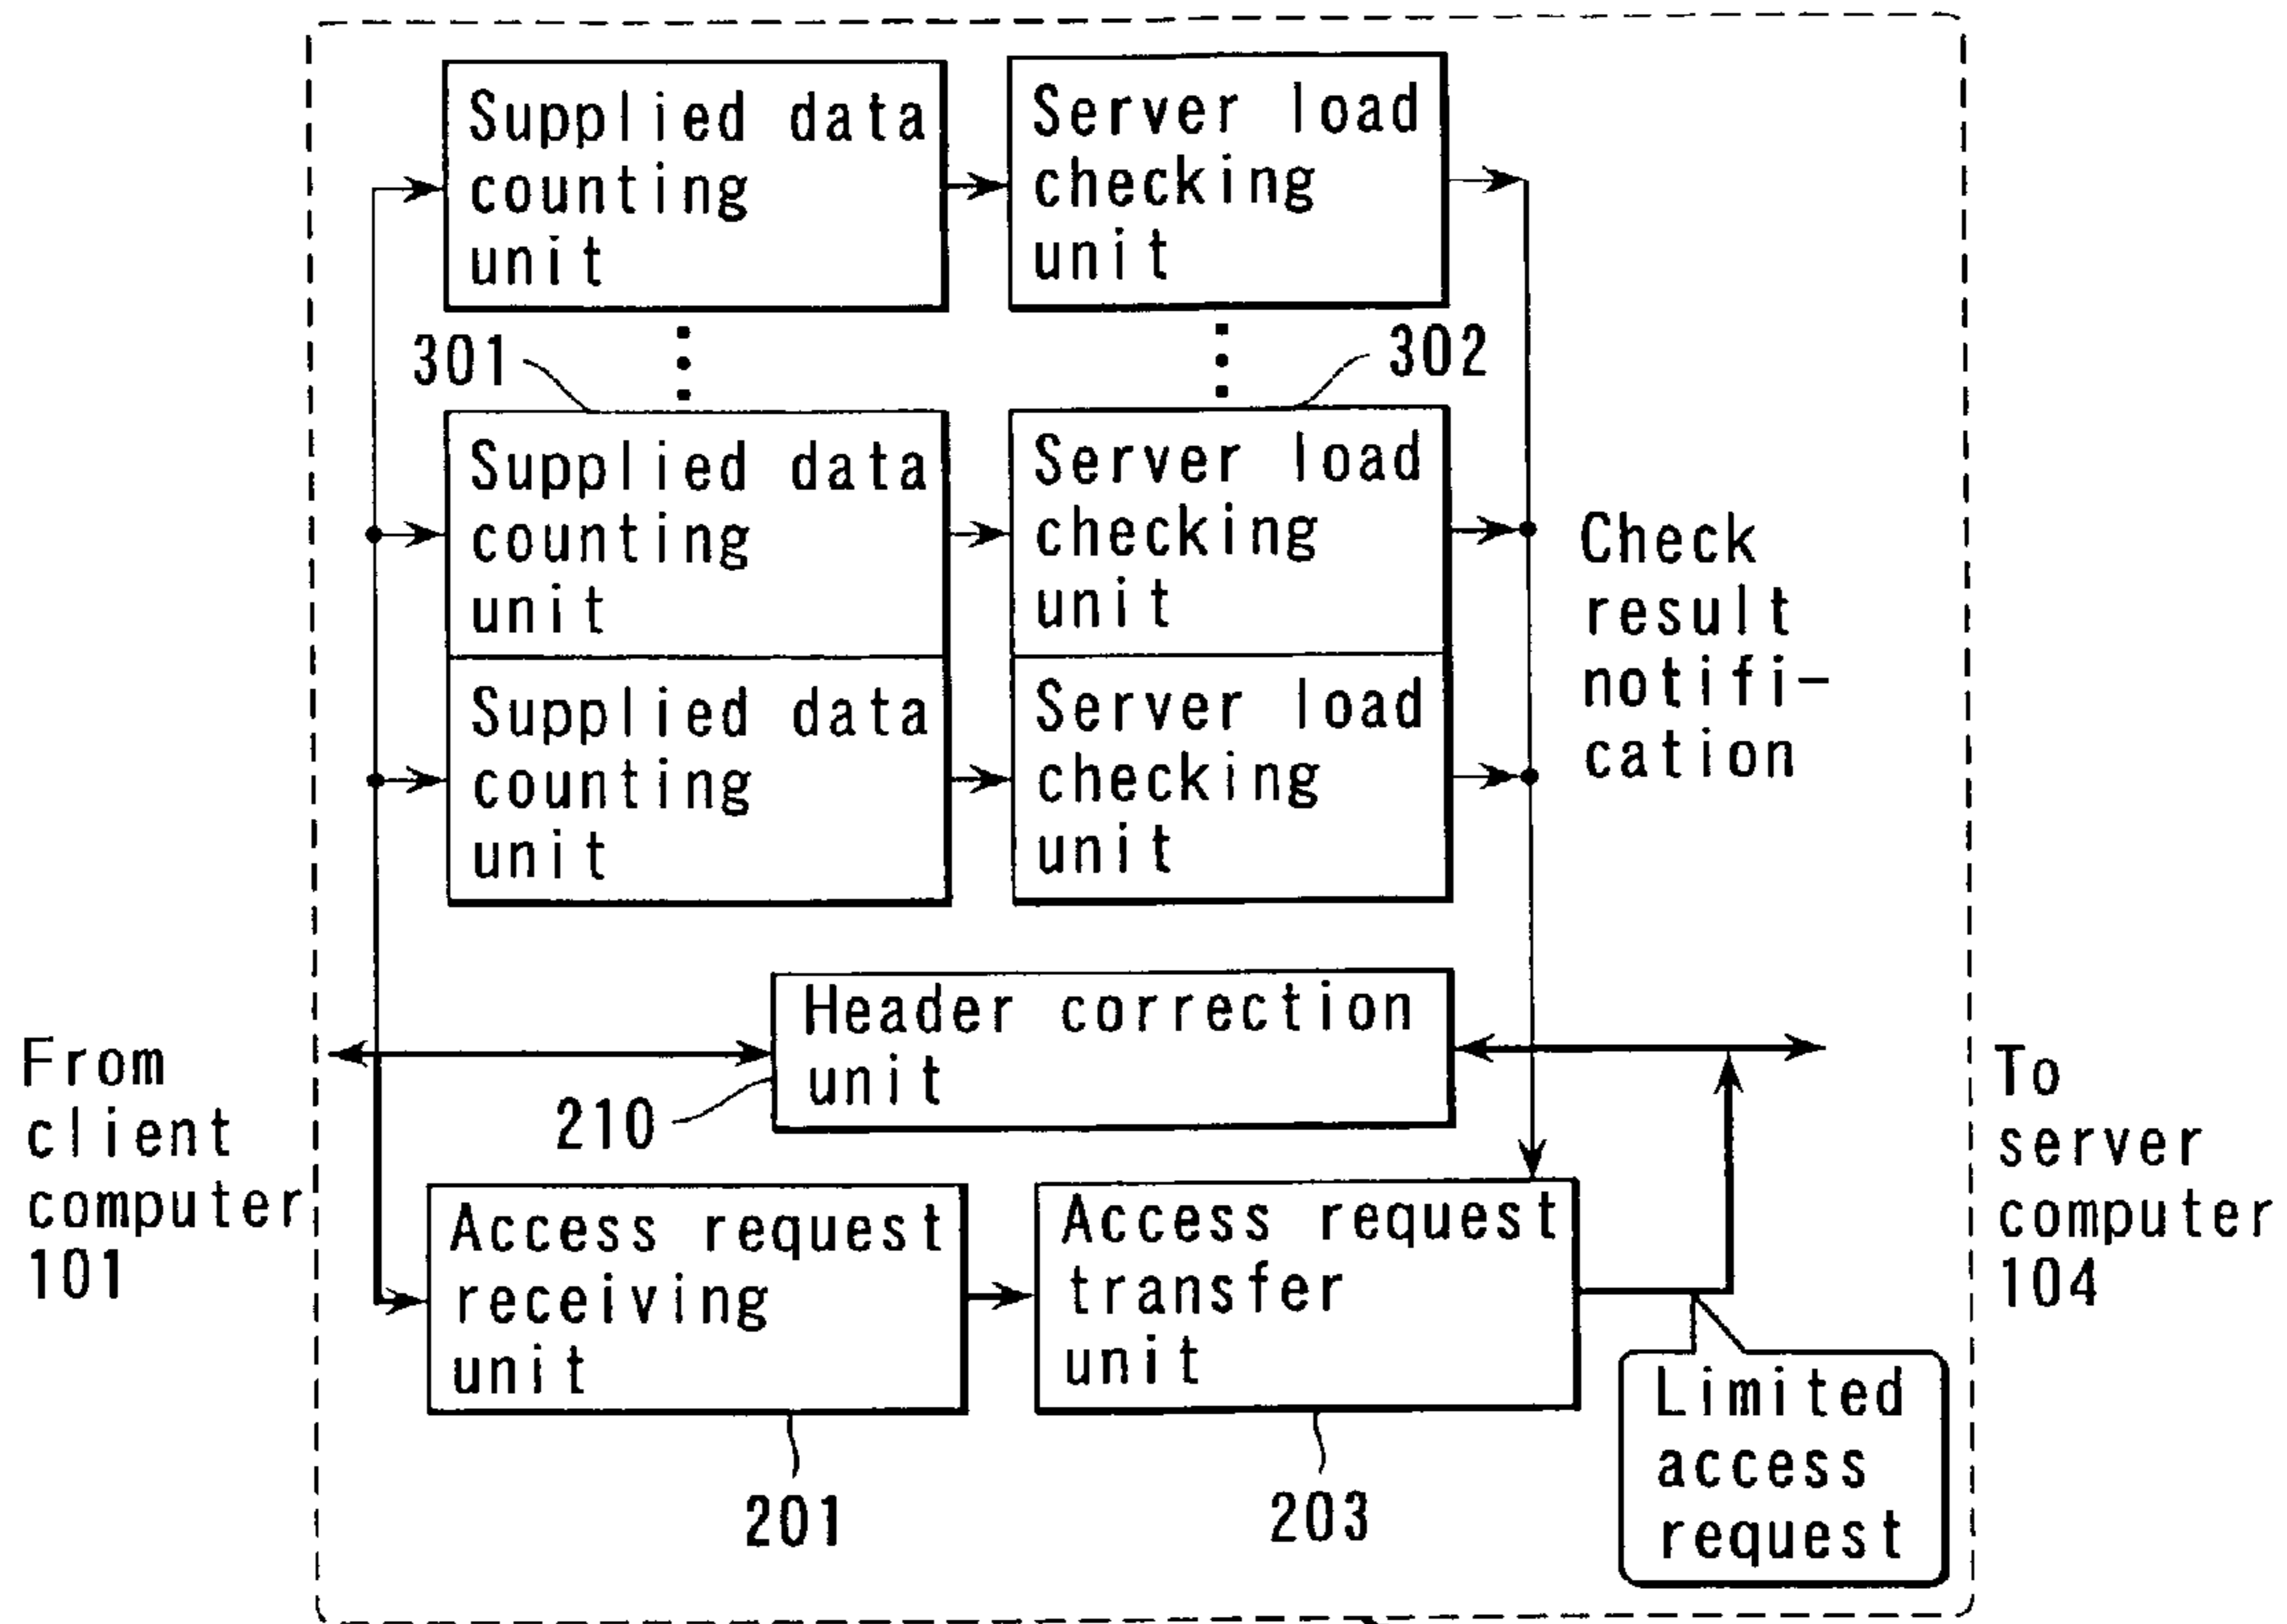 Supplied data
counting
unit
Server load
checking
unit
301
302
Supplied data
counting
unit
Server load
checking
unit
Check
result
notifi-
cation
Supplied data
counting
unit
Server load
checking
unit
From
client
computer
101
Header correction
unit
210
To
server
computer
104
Access request
receiving
unit
201
Access request
transfer
unit
203
Limited
access
request